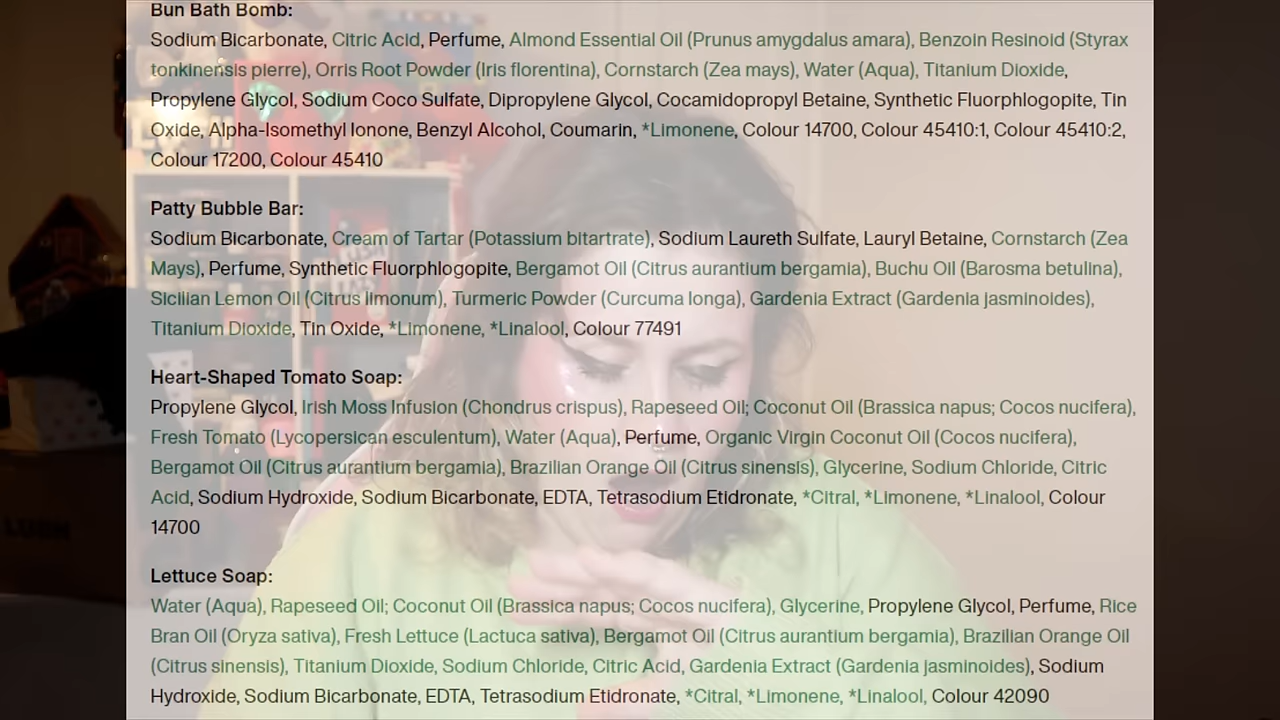 Bun Bath Bomb:
Sodium Bicarbonate, Citric Acid, Perfume, Almond Essential Oil (Prunus amygdalus amara), Benzoin Resinoid (Styrax
tonkinensis pierre), Orris Root Powder (Iris florentina), Cornstarch (Zea mays), Water (Aqua), Titanium Dioxide,
Propylene Glycol, Sodium Coco Sulfate, Dipropylene Glycol, Cocamidopropyl Betaine, Synthetic Fluorphlogopite, Tin
Oxide, Alpha-Isomethyl Ionone, Benzyl Alcohol, Coumarin, *Limonene, Colour 14700, Colour 45410:1, Colour 45410:2,
Colour 17200, Colour 45410
Patty Bubble Bar:
Sodium Bicarbonate, Cream of Tartar (Potassium bitartrate), Sodium Laureth Sulfate, Lauryl Betaine, Cornstarch (Zea
Mays), Perfume, Synthetic Fluorphlogopite, Bergamot Oil (Citrus aurantium bergamia), Buchu Oil (Barosma betulina),
Sicilian Lemon Oil (Citrus limonum), Turmeric Powder (Curcuma longa), Gardenia Extract (Gardenia jasminoides),
Titanium Dioxide, Tin Oxide, *Limonene, *Linalool, Colour 77491
Heart-Shaped Tomato Soap:
Propylene Glycol, Irish Moss Infusion (Chondrus crispus), Rapeseed Oil; Coconut Oil (Brassica napus; Cocos nucifera),
Fresh Tomato (Lycopersican esculentum), Water (Aqua), Perfume, Organic Virgin Coconut Oil (Cocos nucifera),
Bergamot Oil (Citrus aurantium bergamia), Brazilian Orange Oil (Citrus sinensis), Glycerine, Sodium Chloride, Citric
Acid, Sodium Hydroxide, Sodium Bicarbonate, EDTA, Tetrasodium Etidronate, *Citral, *Limonene, *Linalool, Colour
14700
Lettuce Soap:
Water (Aqua), Rapeseed Oil; Coconut Oil (Brassica napus; Cocos nucifera), Glycerine, Propylene Glycol, Perfume, Rice
Bran Oil (Oryza sativa), Fresh Lettuce (Lactuca sativa), Bergamot Oil (Citrus aurantium bergamia), Brazilian Orange Oil
(Citrus sinensis), Titanium Dioxide, Sodium Chloride, Citric Acid, Gardenia Extract (Gardenia jasminoides), Sodium
Hydroxide, Sodium Bicarbonate, EDTA, Tetrasodium Etidronate, *Citral, *Limonene, *Linalool, Colour 42090